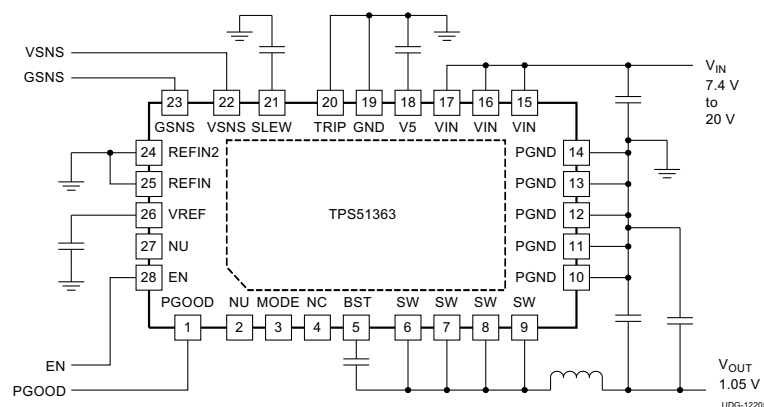 VSNS
GSNS
23 22 21 20 19 18 17 16 15
GSNS VSNS SLEW TRIP GND V5 VIN VIN VIN
VIN
7.4 V
to
20 V
24 REFIN2
25 REFIN
26 VREF
27 NU
28 EN
TPS51363
PGND 14
PGND 13
PGND 12
PGND 11
PGND 10
PGOOD NU MODE NC BST SW SW SW SW
1 2 3 4 5 6 7 8 9
EN
PGOOD
VOUT
1.05 V